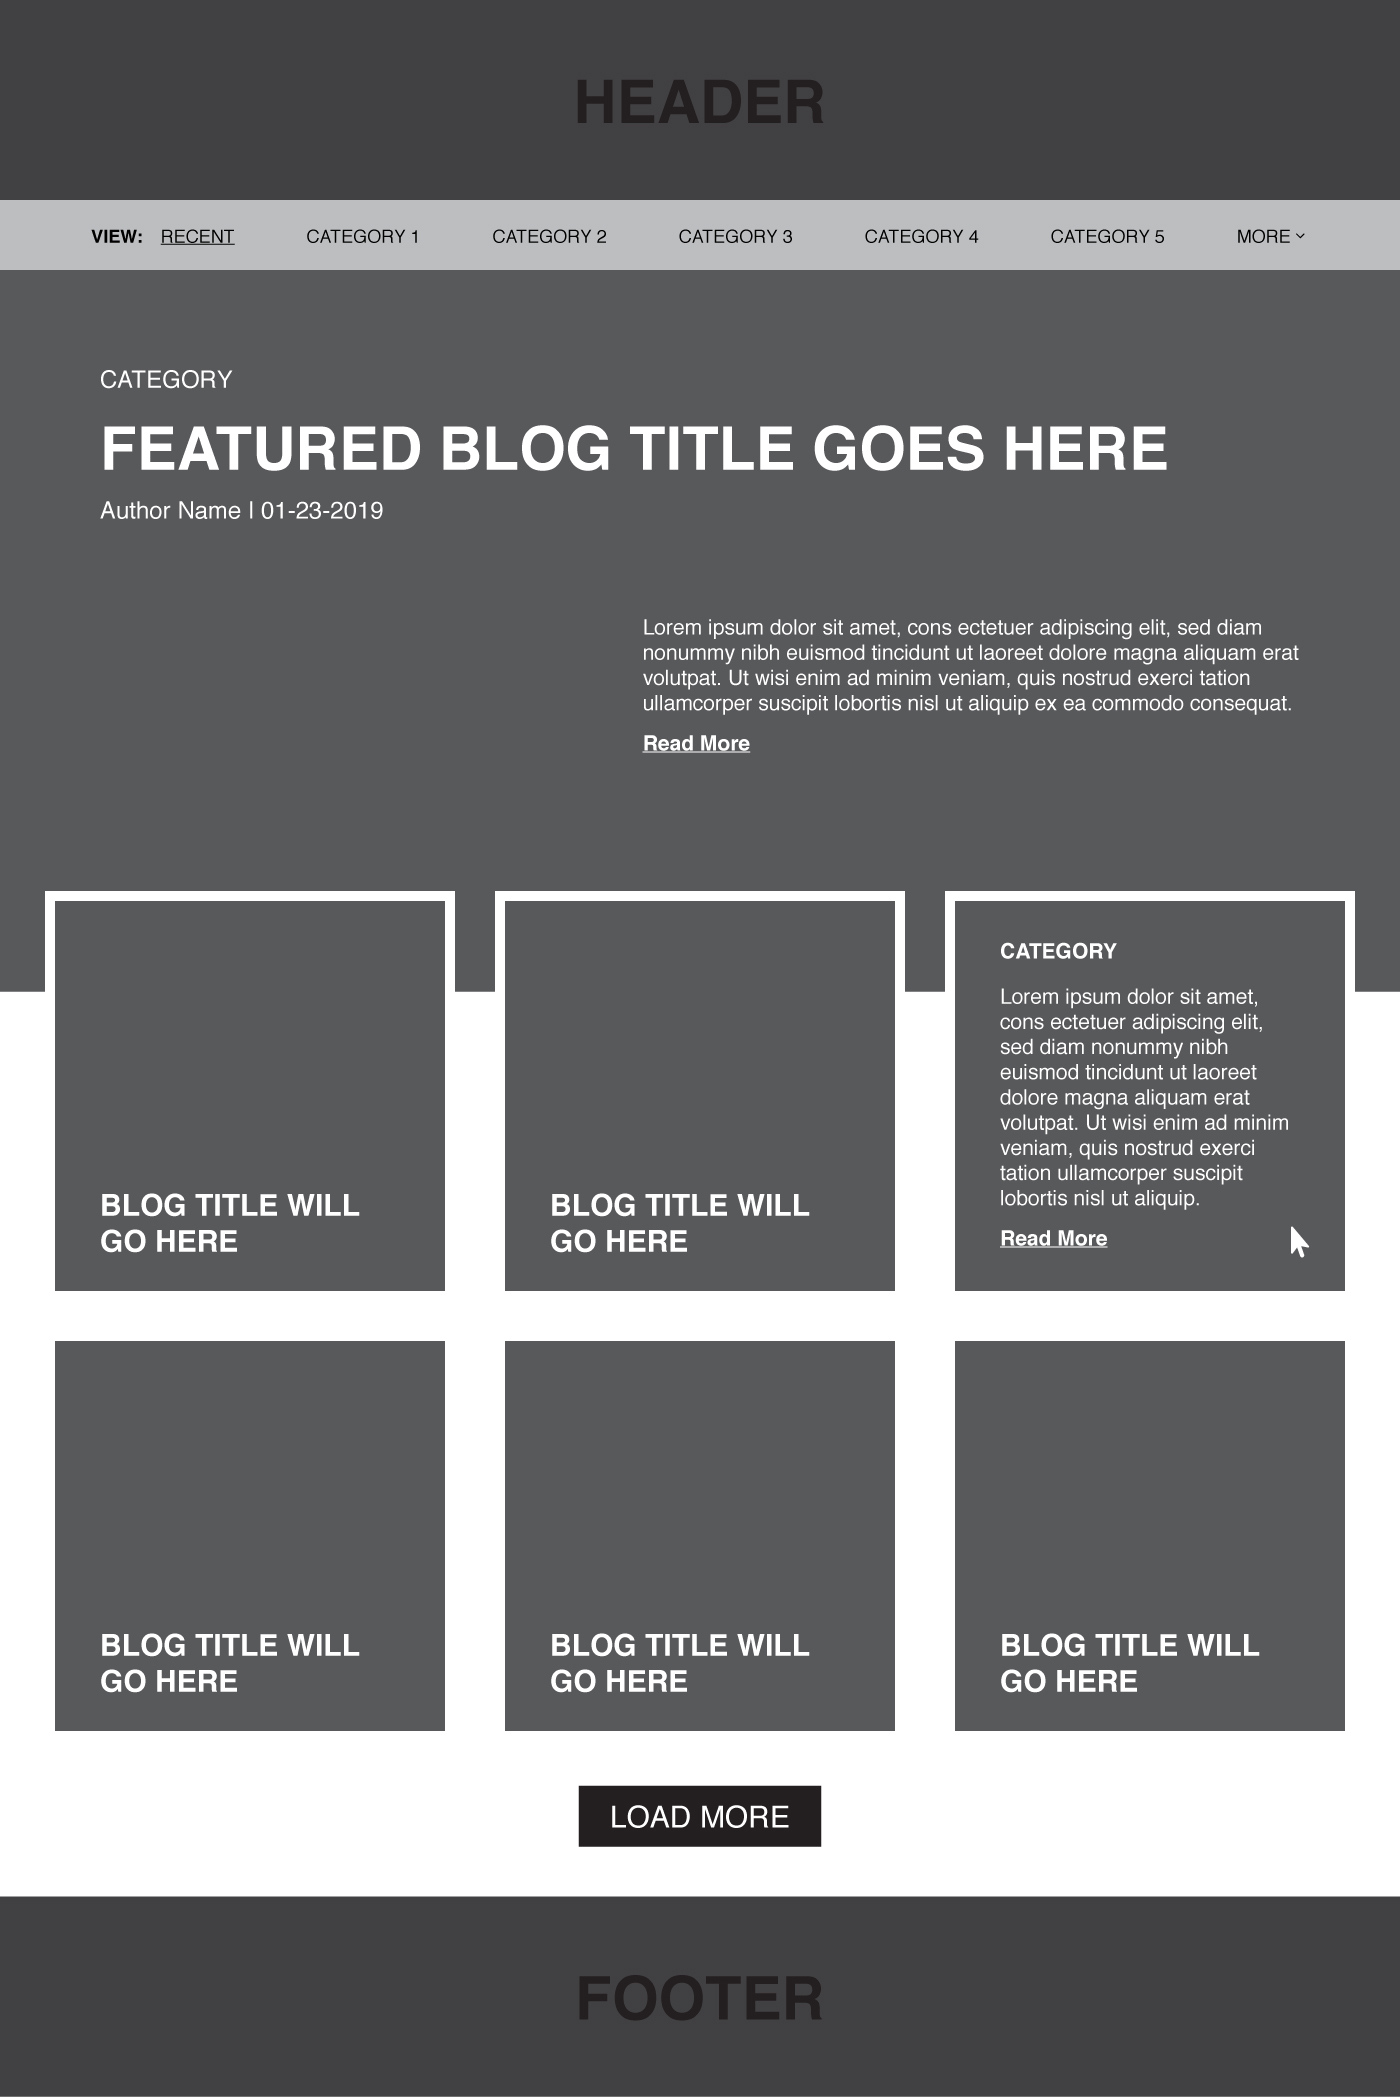 HEADER
VIEW: RECENT CATEGORY 1 CATEGORY 2 CATEGORY 3 CATEGORY 4 CATEGORY 5 MORE
CATEGORY
FEATURED BLOG TITLE GOES HERE
Author Name | 01-23-2019
Lorem ipsum dolor sit amet, cons ectetuer adipiscing elit, sed diam
nonummy nibh euismod tincidunt ut laoreet dolore magna aliquam erat
volutpat. Ut wisi enim ad minim veniam, quis nostrud exerci tation
ullamcorper suscipit lobortis nisl ut aliquip ex ea commodo consequat.
Read More
BLOG TITLE WILL
GO HERE
BLOG TITLE WILL
GO HERE
CATEGORY
Lorem ipsum dolor sit amet,
cons ectetuer adipiscing elit,
sed diam nonummy nibh
euismod tincidunt ut laoreet
dolore magna aliquam erat
volutpat. Ut wisi enim ad minim
veniam, quis nostrud exerci
tation ullamcorper suscipit
lobortis nisl ut aliquip.
Read More
BLOG TITLE WILL
GO HERE
BLOG TITLE WILL
GO HERE
BLOG TITLE WILL
GO HERE
LOAD MORE
FOOTER